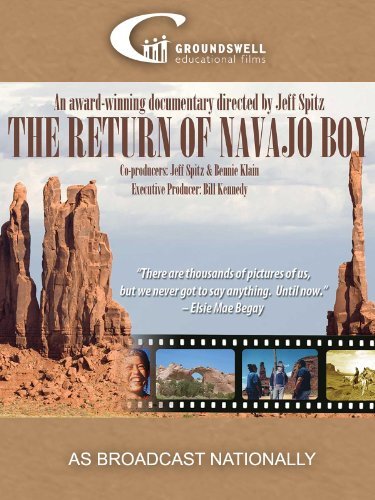 GROUNDSWELL
educational films
An award-winning documentary directed by Jeff Spitz
THE RETURN OF NAVAJO BOY
Co-producers: Jeff Spitz & Bennie Klain
Executive Producer: Bill Kennedy
“There are thousands of pictures of us,
but we never got to say anything. Until now.”
– Elsie Mae Begay
AS BROADCAST NATIONALLY